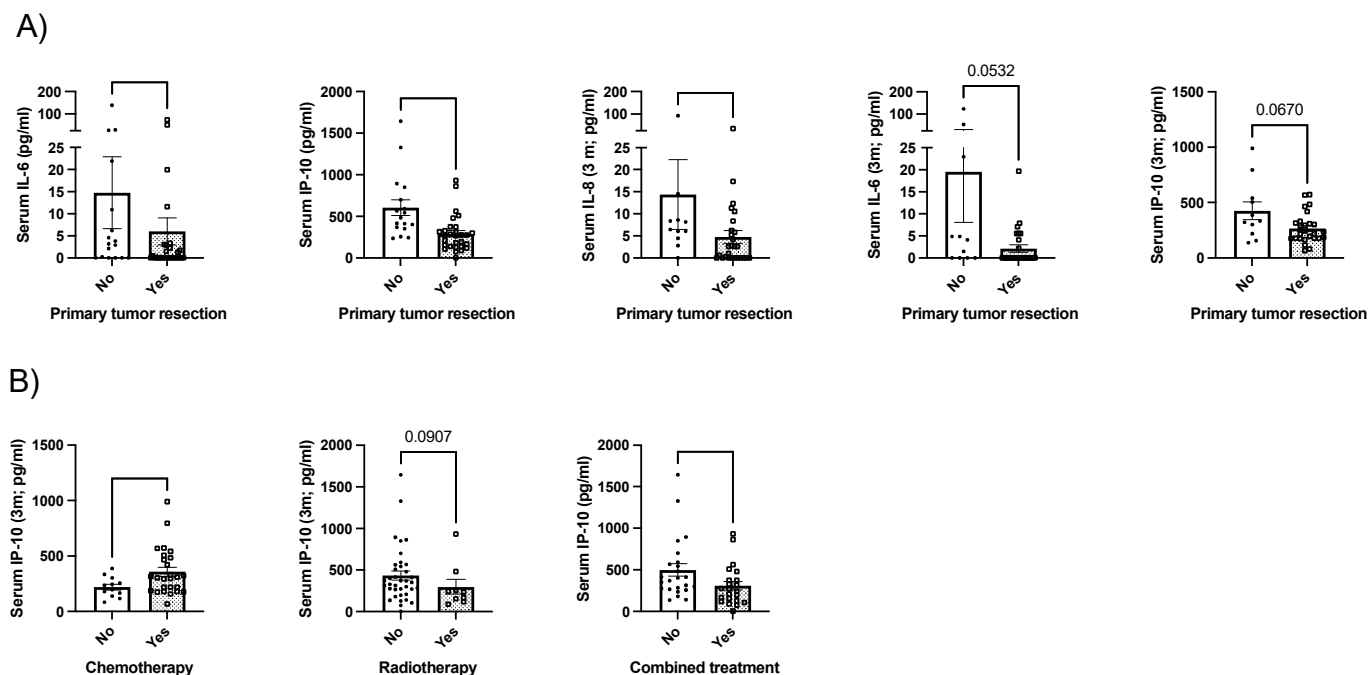 A)
Serum IL-6 (pg/ml)
200
100
25
20
15
10
5
0
No
Yes
Primary tumor resection
Serum IP-10 (pg/ml)
2000
1500
1000
500
0
No
Yes
Primary tumor resection
Serum IL-8 (3 m; pg/ml)
200
100
25
20
15
10
5
0
No
Yes
Primary tumor resection
0.0532
Serum IL-6 (3m; pg/ml)
200
100
25
20
15
10
5
0
No
Yes
Primary tumor resection
0.0670
Serum IP-10 (3m; pg/ml)
1500
1000
500
0
No
Yes
Primary tumor resection
B)
Serum IP-10 (3m; pg/ml)
1500
1000
500
0
No
Yes
Chemotherapy
0.0907
Serum IP-10 (3m; pg/ml)
2000
1500
1000
500
0
No
Yes
Radiotherapy
Serum IP-10 (pg/ml)
2000
1500
1000
500
0
No
Yes
Combined treatment